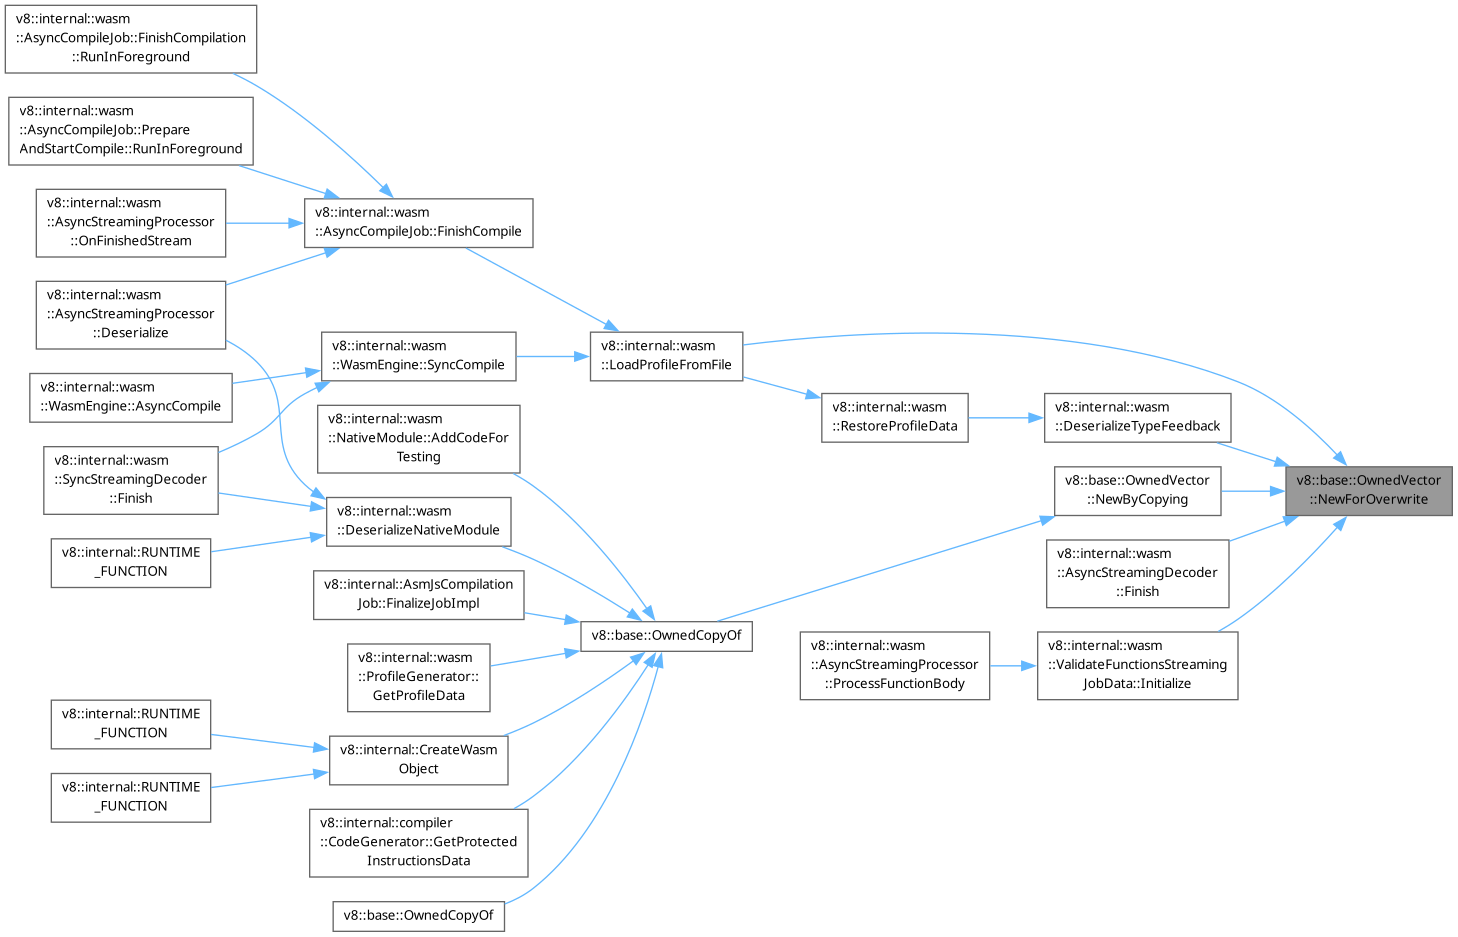 v8::internal::wasm
::AsyncCompileJob::FinishCompilation
::RunInForeground
v8::internal::wasm
::AsyncCompileJob::Prepare
AndStartCompile::RunInForeground
v8::internal::wasm
::AsyncStreamingProcessor
::OnFinishedStream
v8::internal::wasm
::AsyncStreamingProcessor
::Deserialize
v8::internal::wasm
::WasmEngine::AsyncCompile
v8::internal::wasm
::SyncStreamingDecoder
::Finish
v8::internal::RUNTIME
_FUNCTION
v8::internal::RUNTIME
_FUNCTION
v8::internal::RUNTIME
_FUNCTION
v8::internal::wasm
::AsyncCompileJob::FinishCompile
v8::internal::wasm
::WasmEngine::SyncCompile
v8::internal::wasm
::NativeModule::AddCodeFor
Testing
v8::internal::wasm
::DeserializeNativeModule
v8::internal::AsmJsCompilation
Job::FinalizeJobImpl
v8::internal::wasm
::ProfileGenerator::
GetProfileData
v8::internal::CreateWasm
Object
v8::internal::compiler
::CodeGenerator::GetProtected
InstructionsData
v8::base::OwnedCopyOf
v8::internal::wasm
::LoadProfileFromFile
v8::base::OwnedCopyOf
v8::internal::wasm
::RestoreProfileData
v8::internal::wasm
::AsyncStreamingProcessor
::ProcessFunctionBody
v8::internal::wasm
::DeserializeTypeFeedback
v8::base::OwnedVector
::NewByCopying
v8::internal::wasm
::AsyncStreamingDecoder
::Finish
v8::internal::wasm
::ValidateFunctionsStreaming
JobData::Initialize
v8::base::OwnedVector
::NewForOverwrite